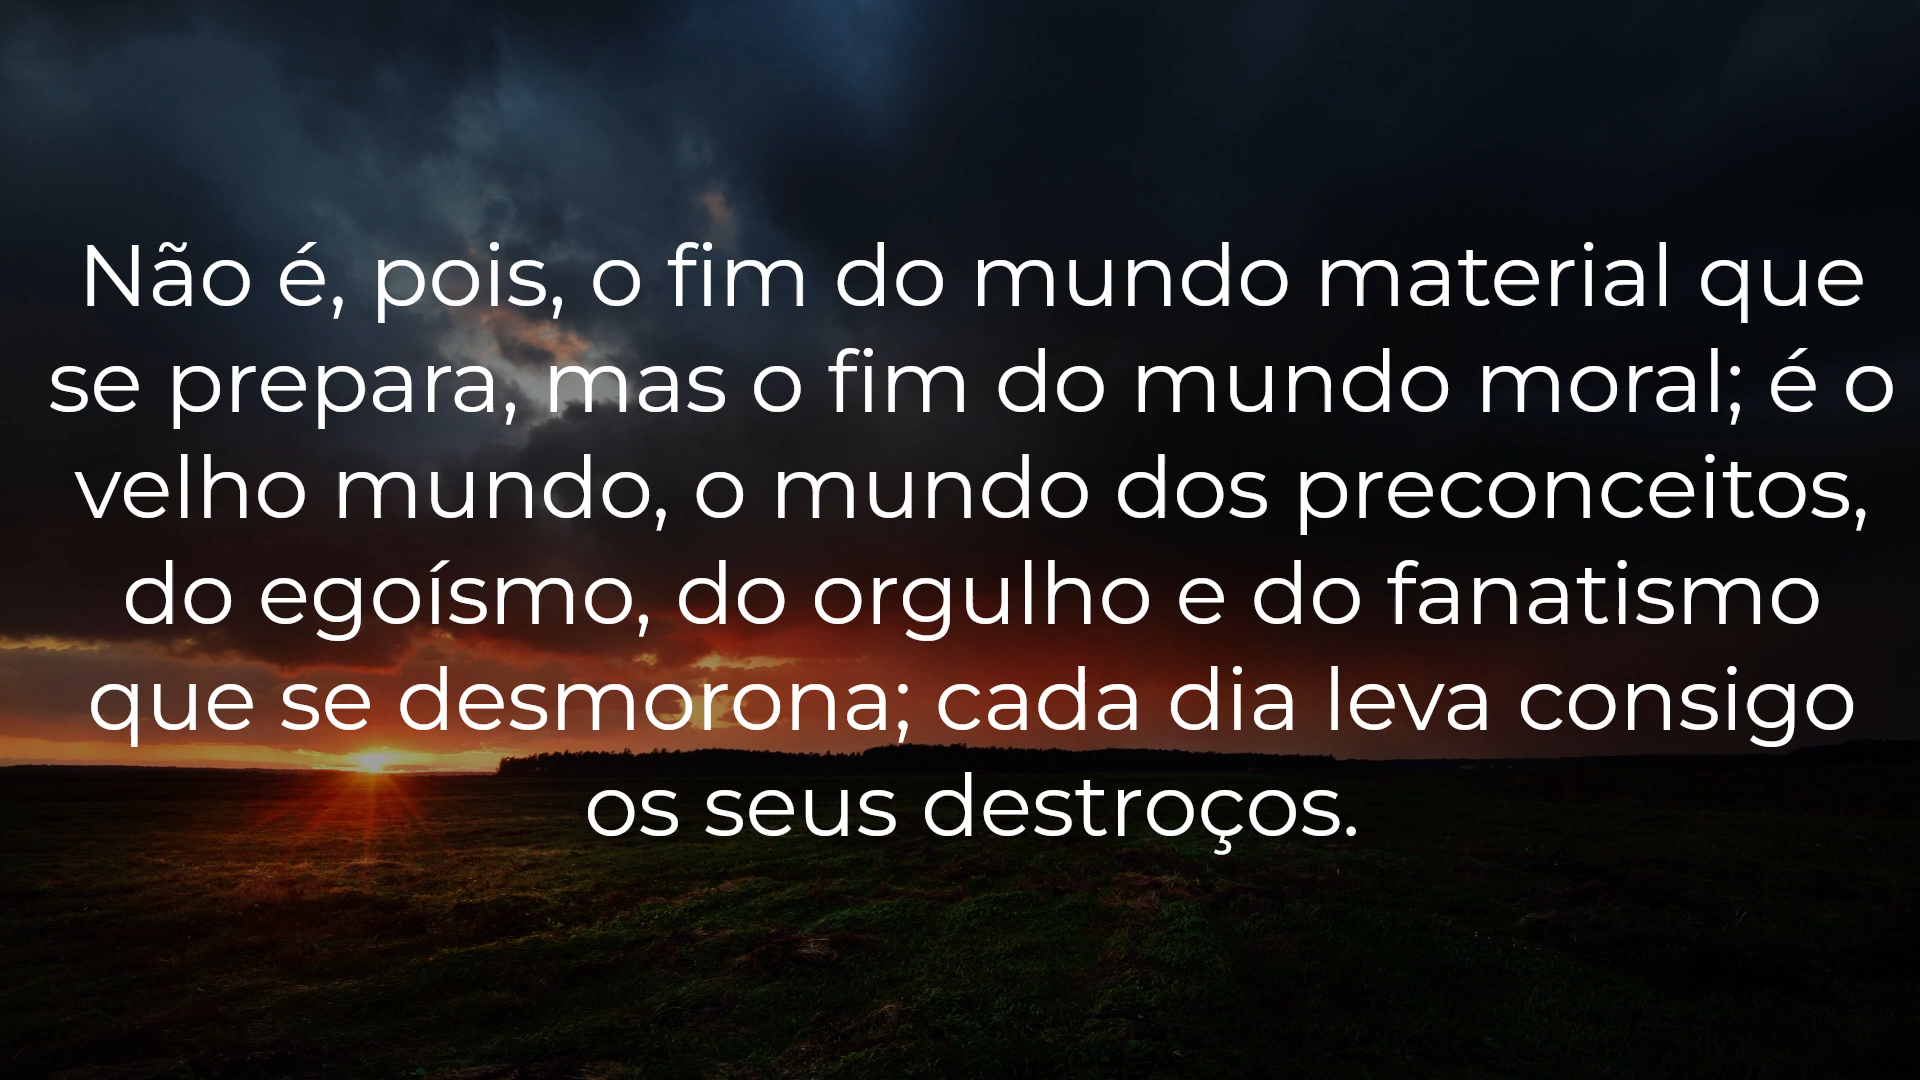 Não é, pois, o fim do mundo material que
se prepara, mas o fim do mundo moral; é o
velho mundo, o mundo dos preconceitos,
do egoísmo, do orgulho e do fanatismo
que se desmorona; cada dia leva consigo
os seus destroços.